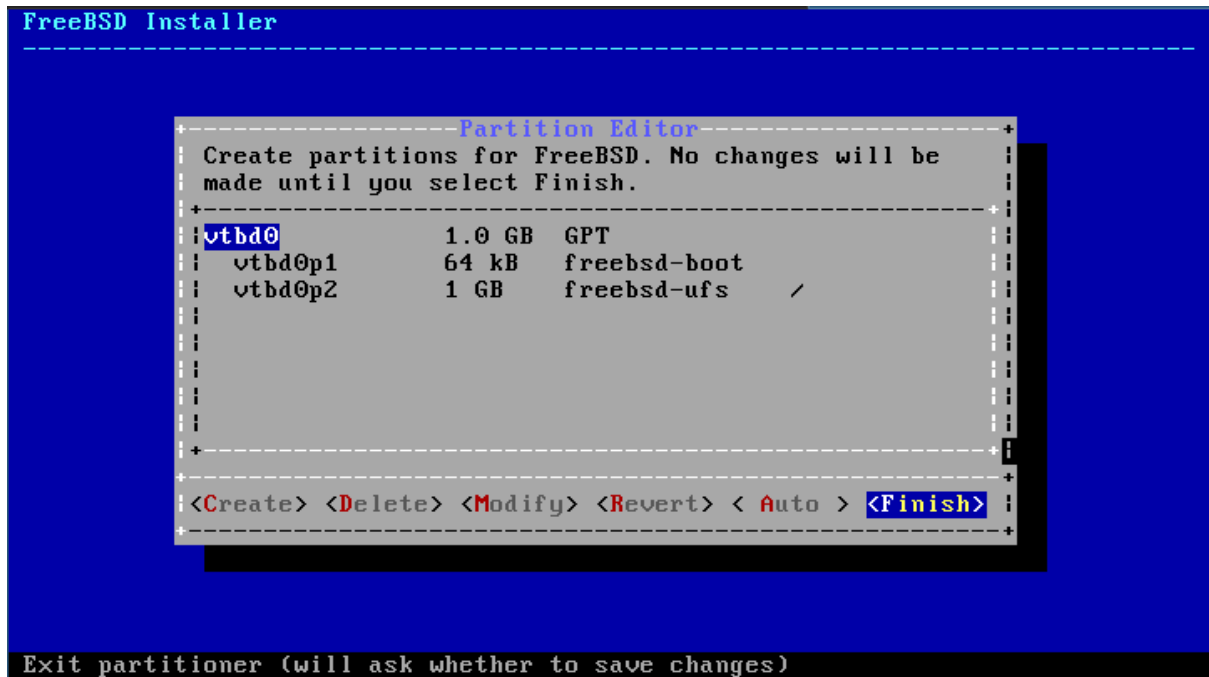 FreeBSD Installer
Partition Editor
Create partitions for FreeBSD. No changes will be
made until you select Finish.
vtbd0 1.0 GB GPT
vtbd0p1 64 kB freebsd-boot
vtbd0p2 1 GB freebsd-ufs /
<Create> <Delete> <Modify> <Revert> < Auto > <Finish>
Exit partitioner (will ask whether to save changes)